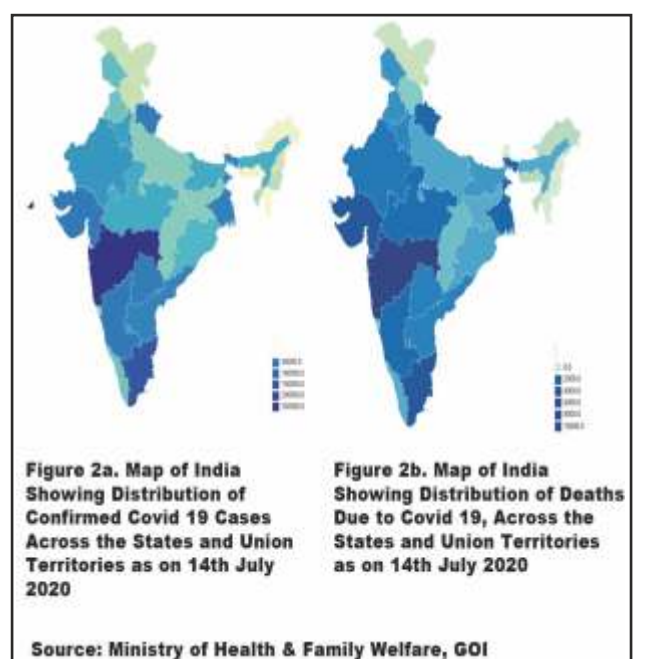 Figure 2a. Map of India
Showing Distribution of
Confirmed Covid 19 Cases
Across the States and Union
Territories as on 14th July
2020
Figure 2b. Map of India
Showing Distribution of Deaths
Due to Covid 19, Across the
States and Union Territories
as on 14th July 2020
Source: Ministry of Health & Family Welfare, GOI